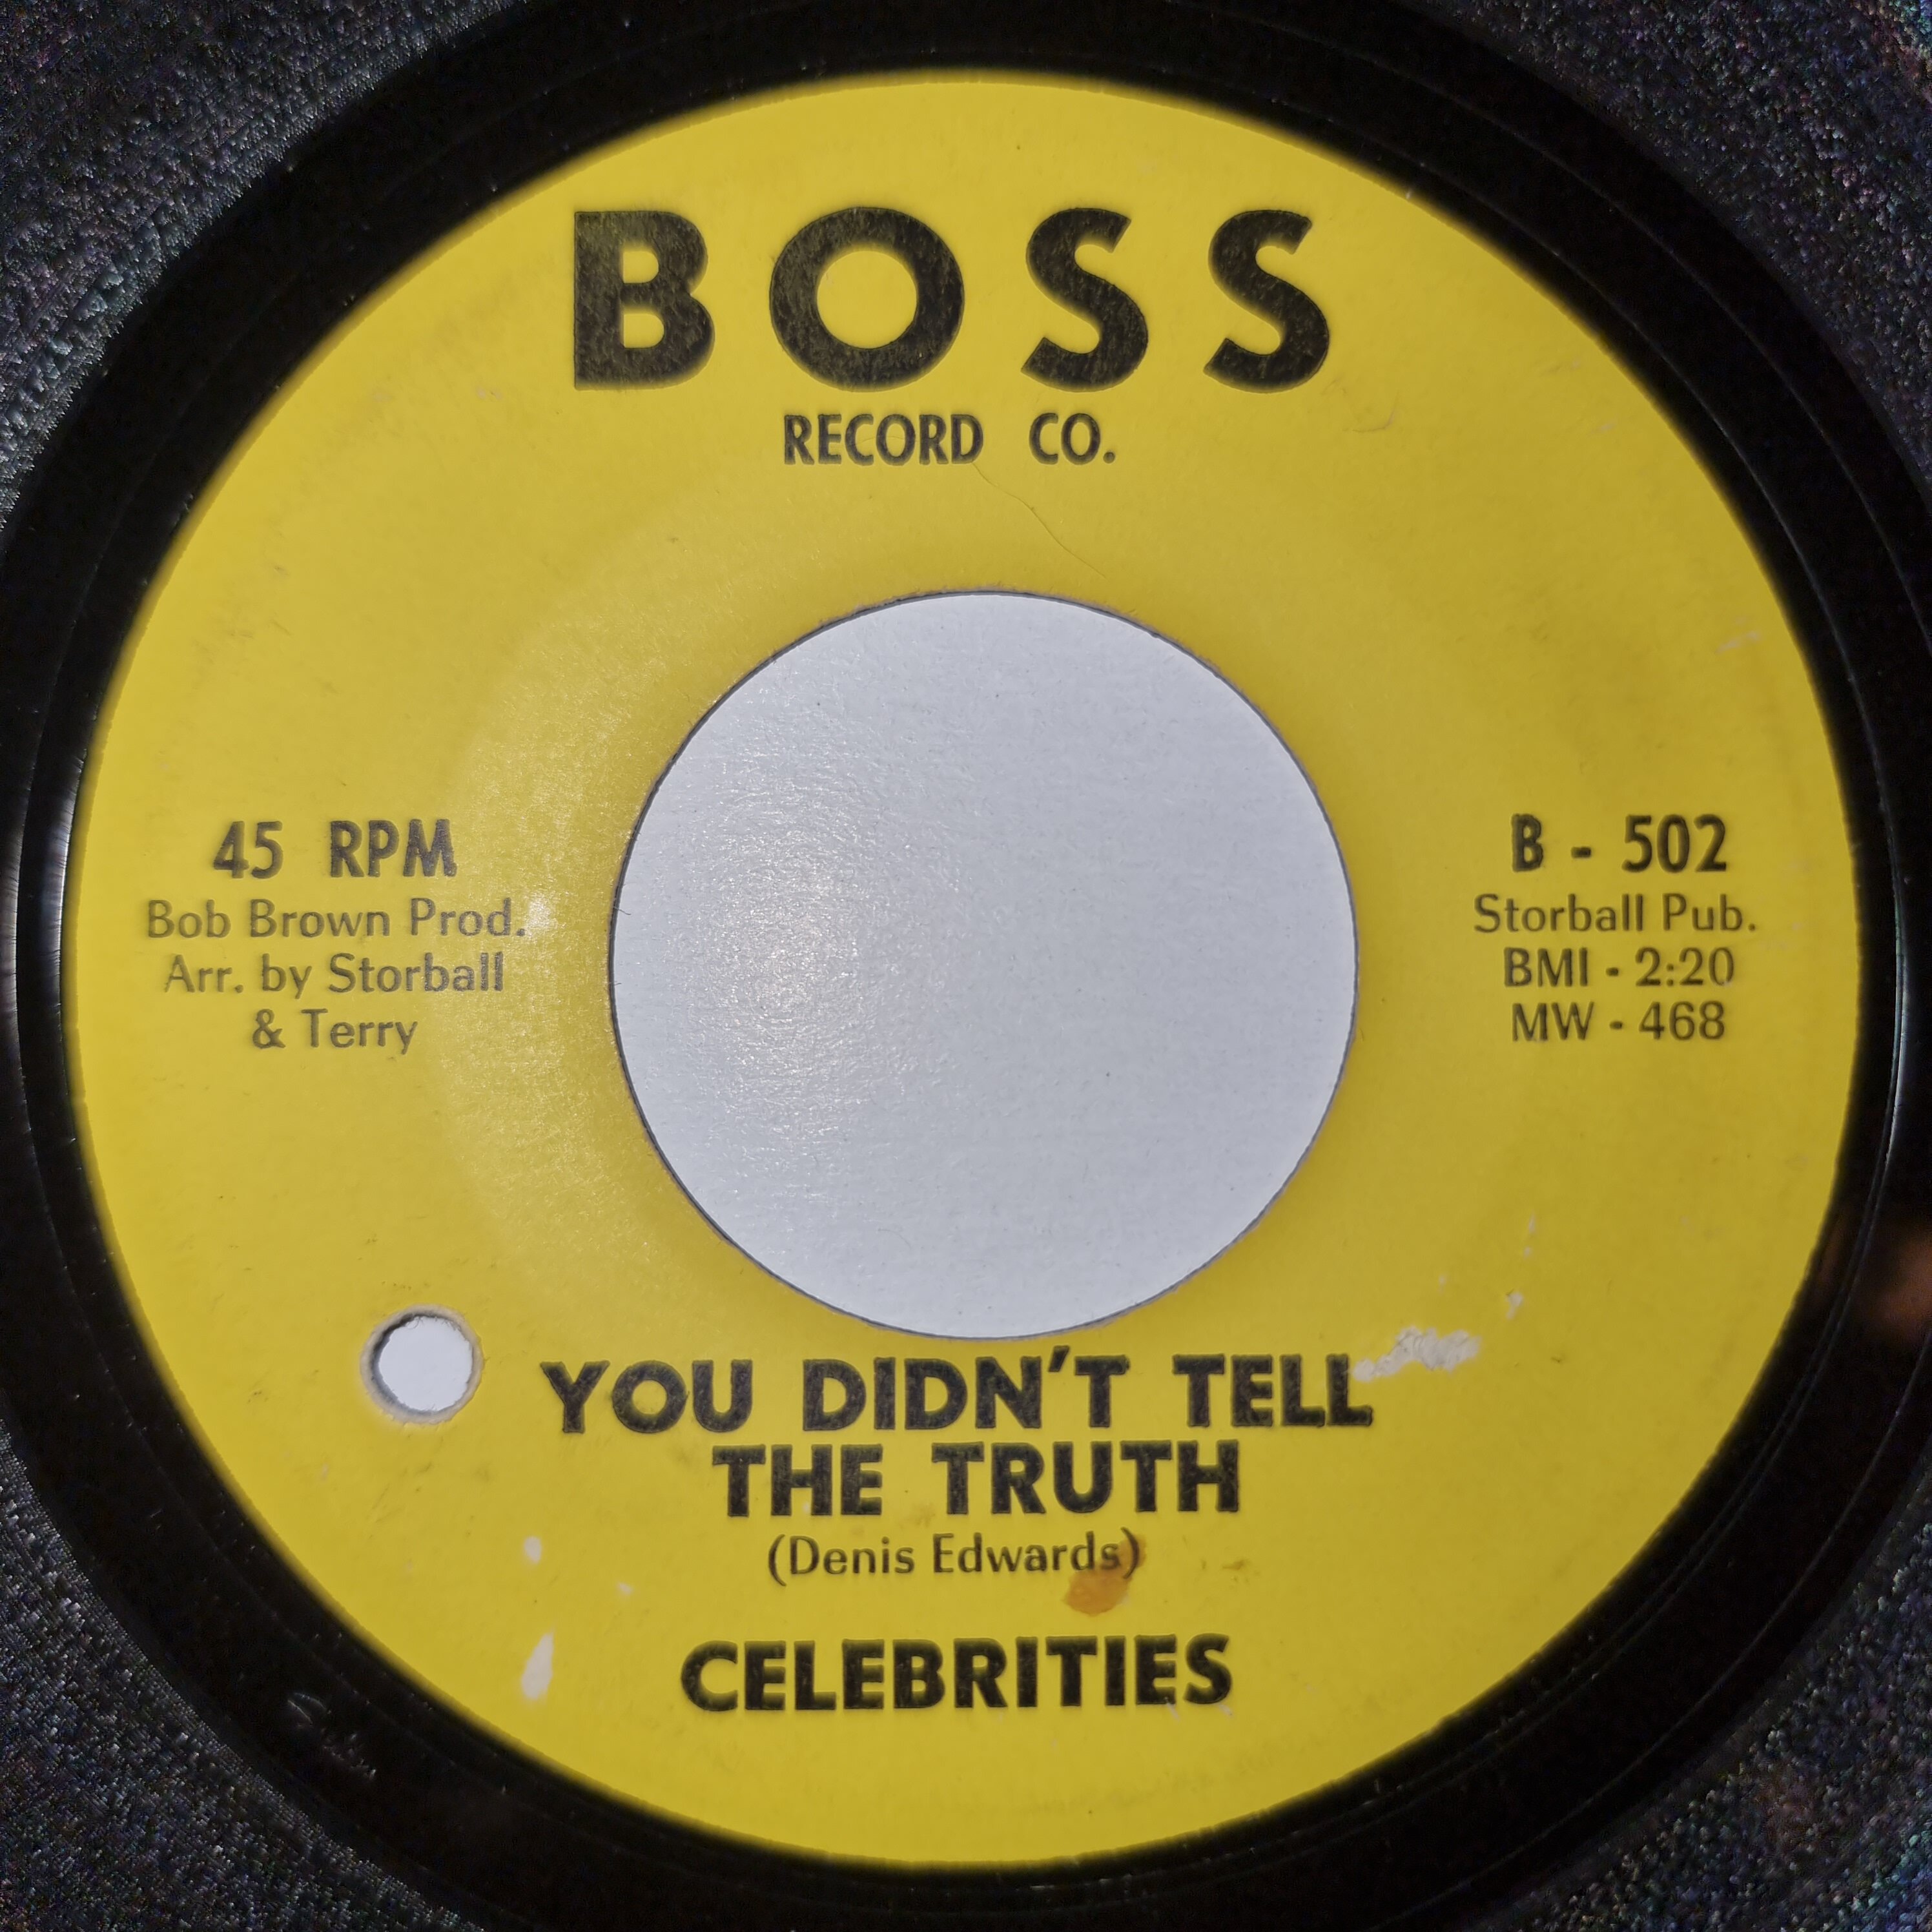 BOSS
RECORD CO.
45 RPM
Bob Brown Prod.
Arr. by Storball
& Terry
B - 502
Storball Pub.
BMI - 2:20
MW - 468
YOU DIDN'T TELL
THE TRUTH
(Denis Edwards)
CELEBRITIES